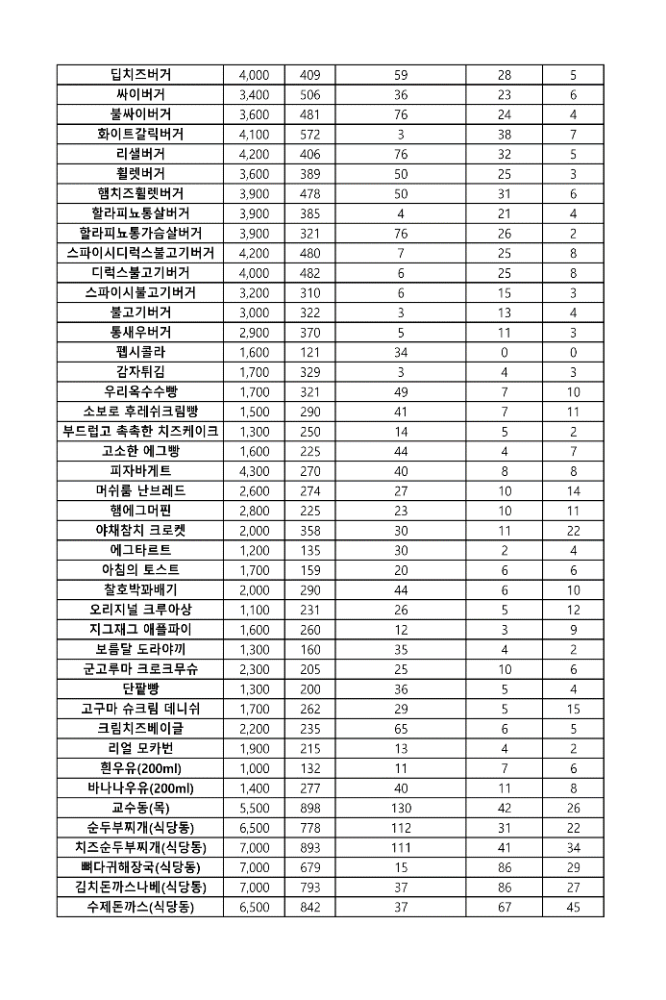 딥치즈버거 4,000 409 59 28 5
싸이버거 3,400 506 36 23 6
불싸이버거 3,600 481 76 24 4
화이트갈릭버거 4,100 572 3 38 7
리샐버거 4,200 406 76 32 5
휠렛버거 3,600 389 50 25 3
햄치즈휠렛버거 3,900 478 50 31 6
할라피뇨통살버거 3,900 385 4 21 4
할라피뇨통가슴살버거 3,900 321 76 26 2
스파이시디럭스불고기버거 4,200 480 7 25 8
디럭스불고기버거 4,000 482 6 25 8
스파이시불고기버거 3,200 310 6 15 3
불고기버거 3,000 322 3 13 4
통새우버거 2,900 370 5 11 3
펩시콜라 1,600 121 34 0 0
감자튀김 1,700 329 3 4 3
우리옥수수빵 1,700 321 49 7 10
소보로 후레쉬크림빵 1,500 290 41 7 11
부드럽고 촉촉한 치즈케이크 1,300 250 14 5 2
고소한 에그빵 1,600 225 44 4 7
피자바게트 4,300 270 40 8 8
머쉬룸 난브레드 2,600 274 27 10 14
햄에그머핀 2,800 225 23 10 11
야채참치 크로켓 2,000 358 30 11 22
에그타르트 1,200 135 30 2 4
아침의 토스트 1,700 159 20 6 6
찰호박꽈배기 2,000 290 44 6 10
오리지널 크루아상 1,100 231 26 5 12
지그재그 애플파이 1,600 260 12 3 9
보름달 도라야끼 1,300 160 35 4 2
군고루마 크로크무슈 2,300 205 25 10 6
단팥빵 1,300 200 36 5 4
고구마 슈크림 데니쉬 1,700 262 29 5 15
크림치즈베이글 2,200 235 65 6 5
리얼 모카번 1,900 215 13 4 2
흰우유(200ml) 1,000 132 11 7 6
바나나우유(200ml) 1,400 277 40 11 8
교수동(목) 5,500 898 130 42 26
순두부찌개(식당동) 6,500 778 112 31 22
치즈순두부찌개(식당동) 7,000 893 111 41 34
뼈다귀해장국(식당동) 7,000 679 15 86 29
김치돈까스나베(식당동) 7,000 793 37 86 27
수제돈까스(식당동) 6,500 842 37 67 45